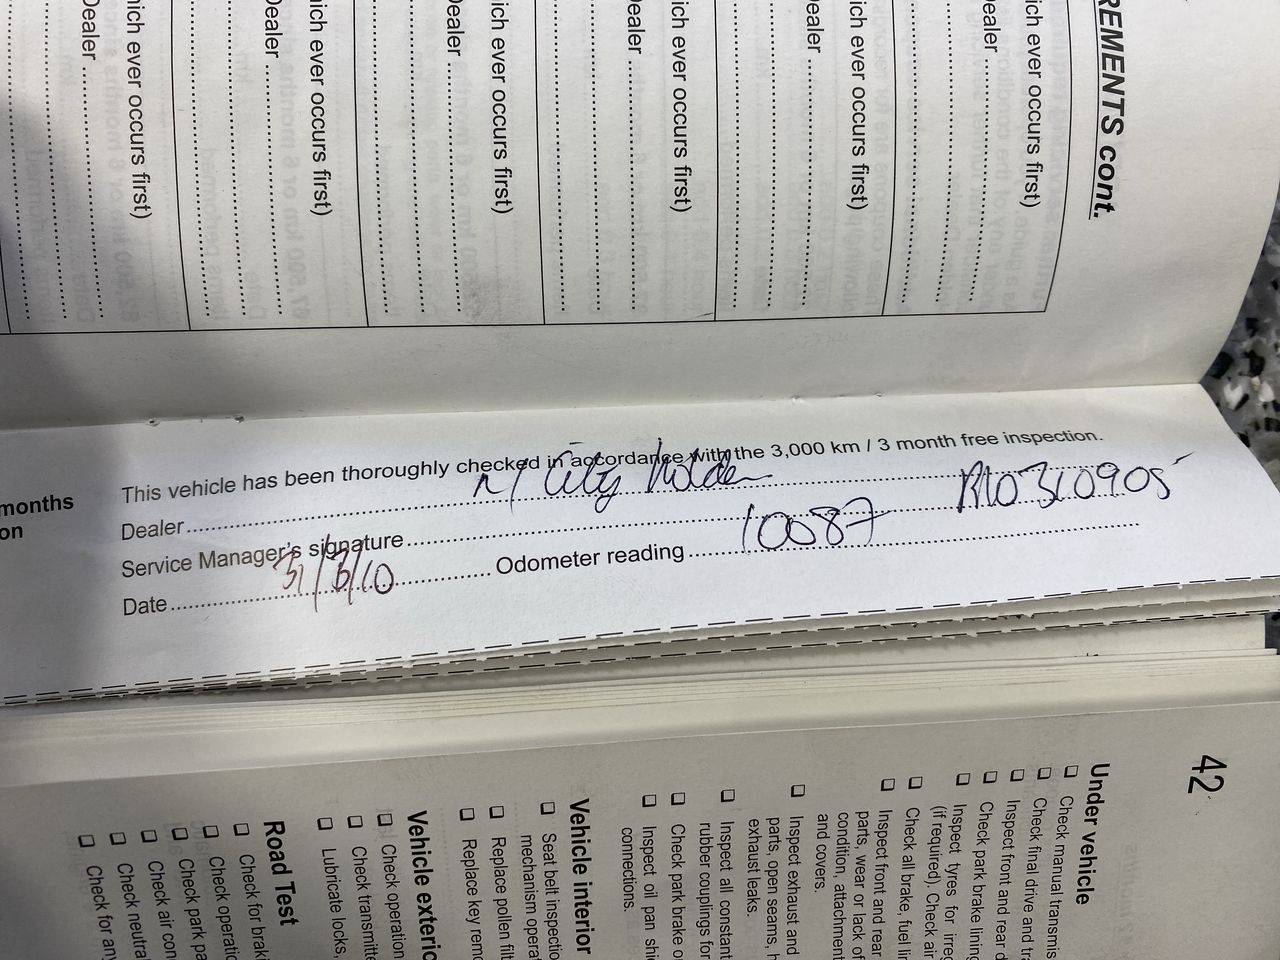 REMENTS cont.
ich ever occurs first)
Dealer
ich ever occurs first)
Dealer
ich ever occurs first)
Dealer
ich ever occurs first)
Dealer
ich ever occurs first)
Dealer
ich ever occurs first)
Dealer
months
on
This vehicle has been thoroughly checked in accordance with the 3,000 km / 3 month free inspection.
Dealer City Holden
Service Manager's signature R10310905
Date 31/3/10 Odometer reading 10087
42
Under vehicle
❑ Check manual transmis
❑ Check final drive and tra
❑ Inspect front and rear d
❑ Check park brake lining
❑ Inspect tyres for irreg
(if required). Check air
❑ Check all brake, fuel lin
❑ Inspect front and rear
parts, wear or lack of
condition, attachment
and covers.
❑ Inspect exhaust and
parts, open seams, h
exhaust leaks.
❑ Inspect all constant
rubber couplings for
❑ Check park brake o
❑ Inspect oil pan shi
connections.
Vehicle interior
❑ Seat belt inspectio
mechanism operat
❑ Replace pollen filt
❑ Replace key remo
Vehicle exterio
❑ Check operation
❑ Check transmitte
❑ Lubricate locks,
Road Test
❑ Check for braki
❑ Check operatio
❑ Check park pa
❑ Check air con
❑ Check neutra
❑ Check for any